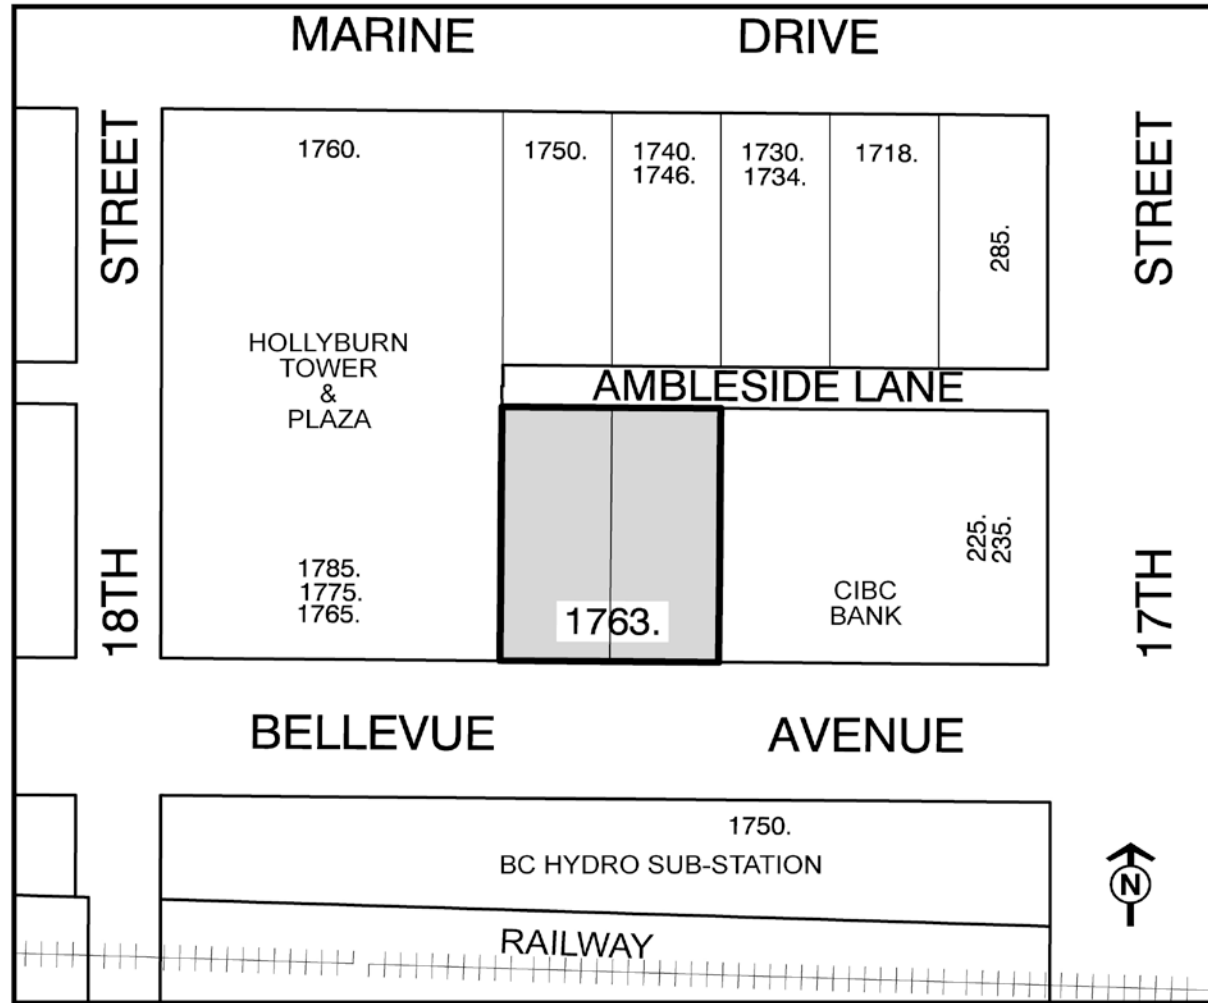 MARINE DRIVE
STREET
STREET
1760.
1750.
1740.
1746.
1730.
1734.
1718.
285.
HOLLYBURN
TOWER
&
PLAZA
AMBLESIDE LANE
18TH
1785.
1775.
1765.
1763.
CIBC
BANK
225.
235.
17TH
BELLEVUE AVENUE
1750.
BC HYDRO SUB-STATION
N
RAILWAY